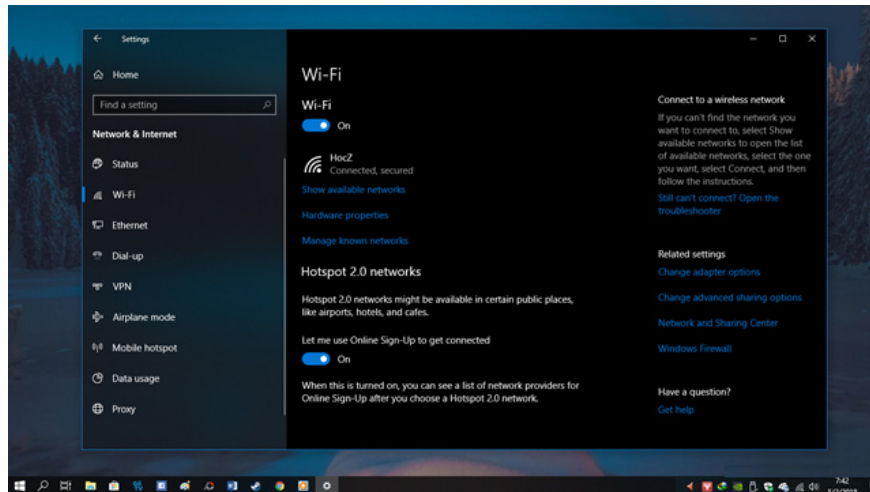 Settings
Home
Find a setting
Network & Internet
Status
Wi-Fi
Ethernet
Dial-up
VPN
Airplane mode
Mobile hotspot
Data usage
Proxy
Wi-Fi
Wi-Fi
On
HocZ
Connected, secured
Show available networks
Hardware properties
Manage known networks
Hotspot 2.0 networks
Hotspot 2.0 networks might be available in certain public places,
like airports, hotels, and cafes.
Let me use Online Sign-Up to get connected
On
When this is turned on, you can see a list of network providers for
Online Sign-Up after you choose a Hotspot 2.0 network.
Connect to a wireless network
If you can't find the network you
want to connect to, select Show
available networks to open the list
of available networks, select the one
you want, select Connect, and then
follow the instructions.
Still can't connect? Open the
troubleshooter
Related settings
Change adapter options
Change advanced sharing options
Network and Sharing Center
Windows Firewall
Have a question?
Get help
7:42